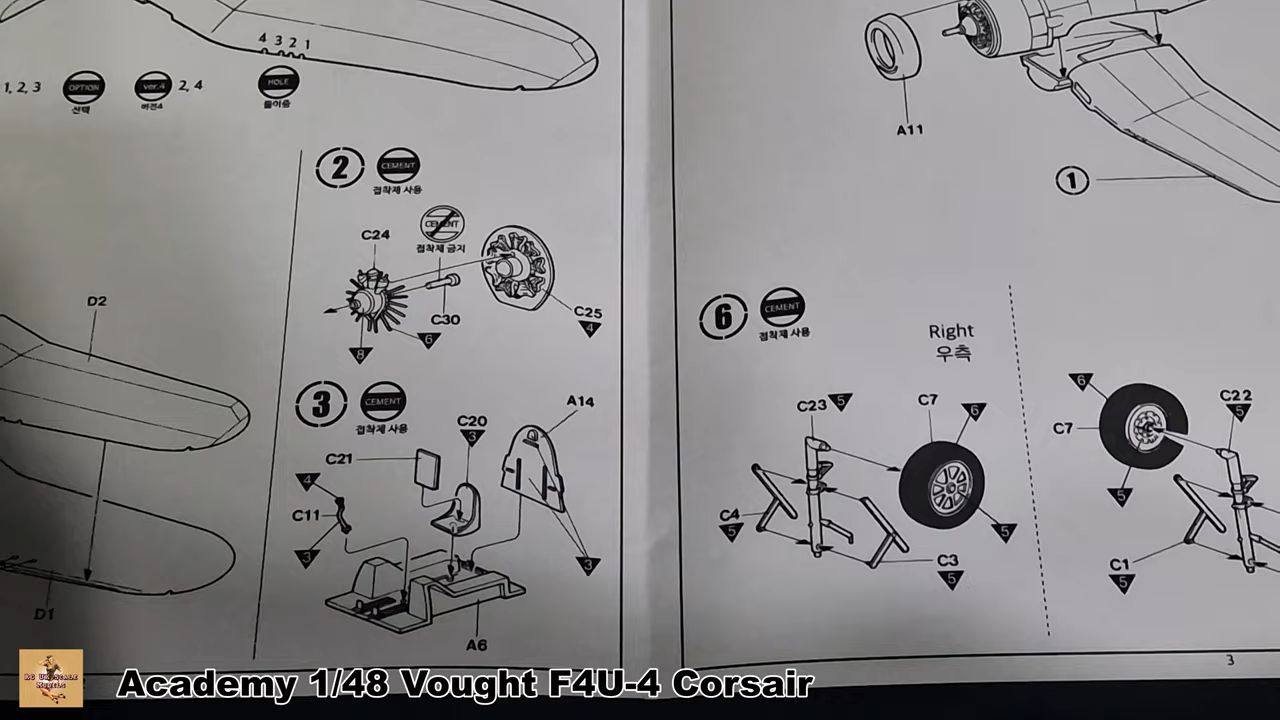 4 3 2 1
1, 2, 3
OPTION
선택
ver.4
버전4
2, 4
HOLE
뚫어줌
D2
D1
2
CEMENT
접착제 사용
CEMENT
접착제 금지
C24
C30
C25
4
6
8
3
CEMENT
접착제 사용
C20
3
A14
C21
4
C11
3
3
A6
A11
1
6
CEMENT
접착제 사용
Right
우측
C23
5
C7
6
C4
5
5
C3
5
6
C7
C22
5
5
C1
5
3
RC UK SCALE
MODELS
Academy 1/48 Vought F4U-4 Corsair